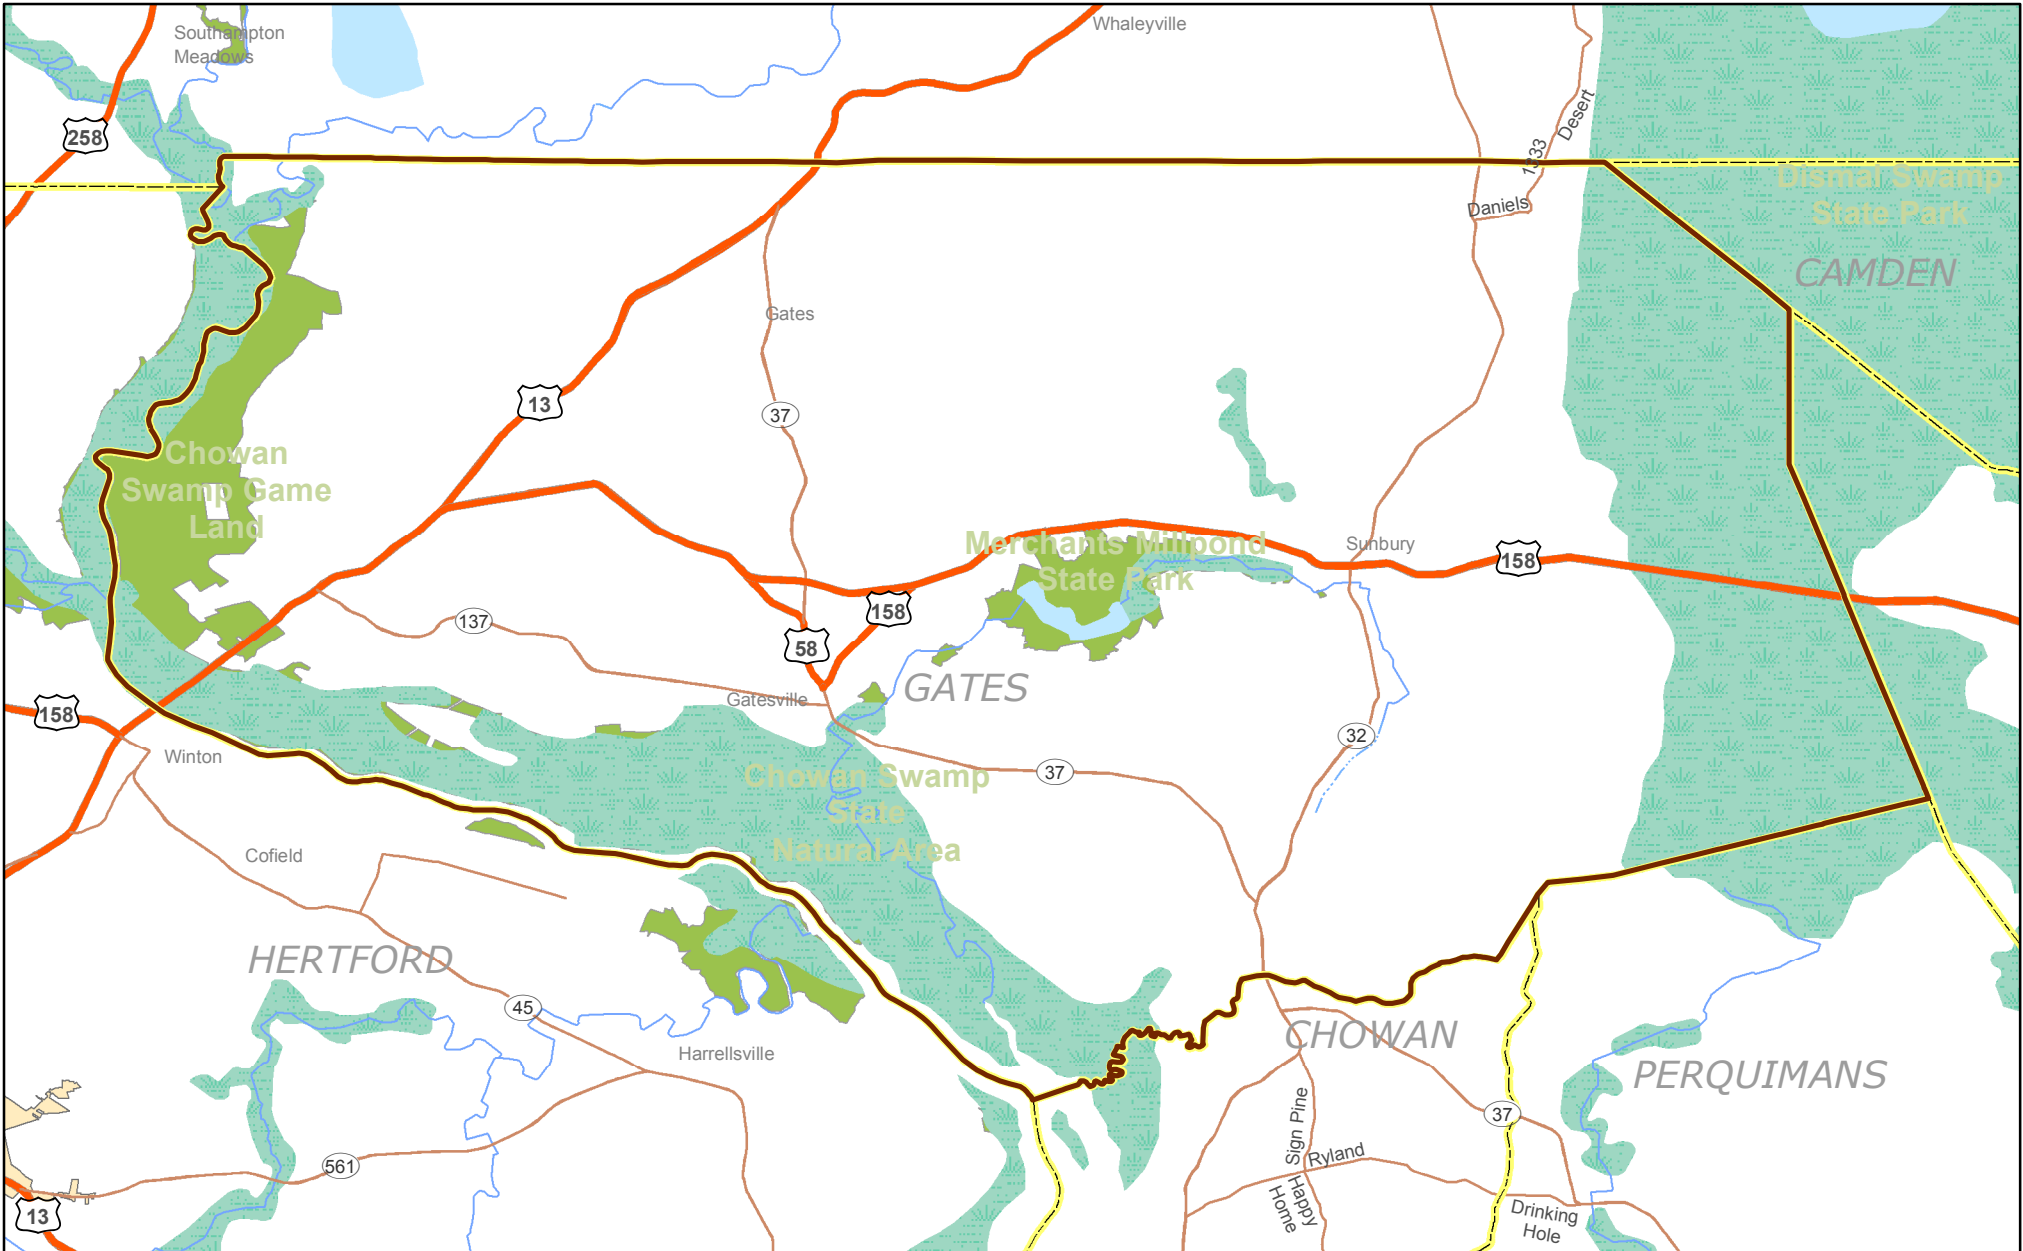 Southampton
Meadows
Whaleyville
258
Desert
1333
Dismal Swamp
State Park
Daniels
CAMDEN
Gates
13
37
Chowan
Swamp Game
Land
Merchants Millpond
State Park
Sunbury
158
158
137
58
GATES
Gatesville
158
32
Winton
37
Chowan Swamp
State
Natural Area
Cofield
HERTFORD
45
CHOWAN
Harrellsville
PERQUIMANS
Sign Pine
37
Ryland
561
Happy
Home
13
Drinking
Hole